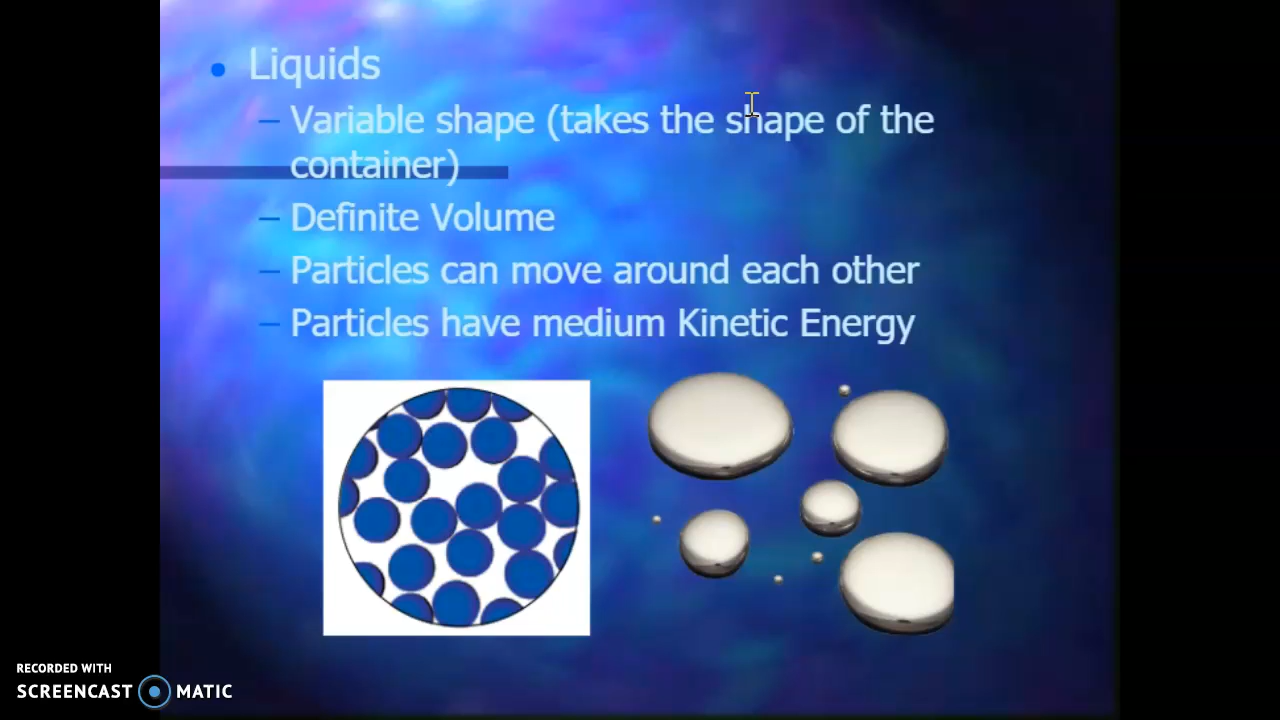 • Liquids
– Variable shape (takes the shape of the
container)
– Definite Volume
– Particles can move around each other
– Particles have medium Kinetic Energy
RECORDED WITH
SCREENCAST MATIC